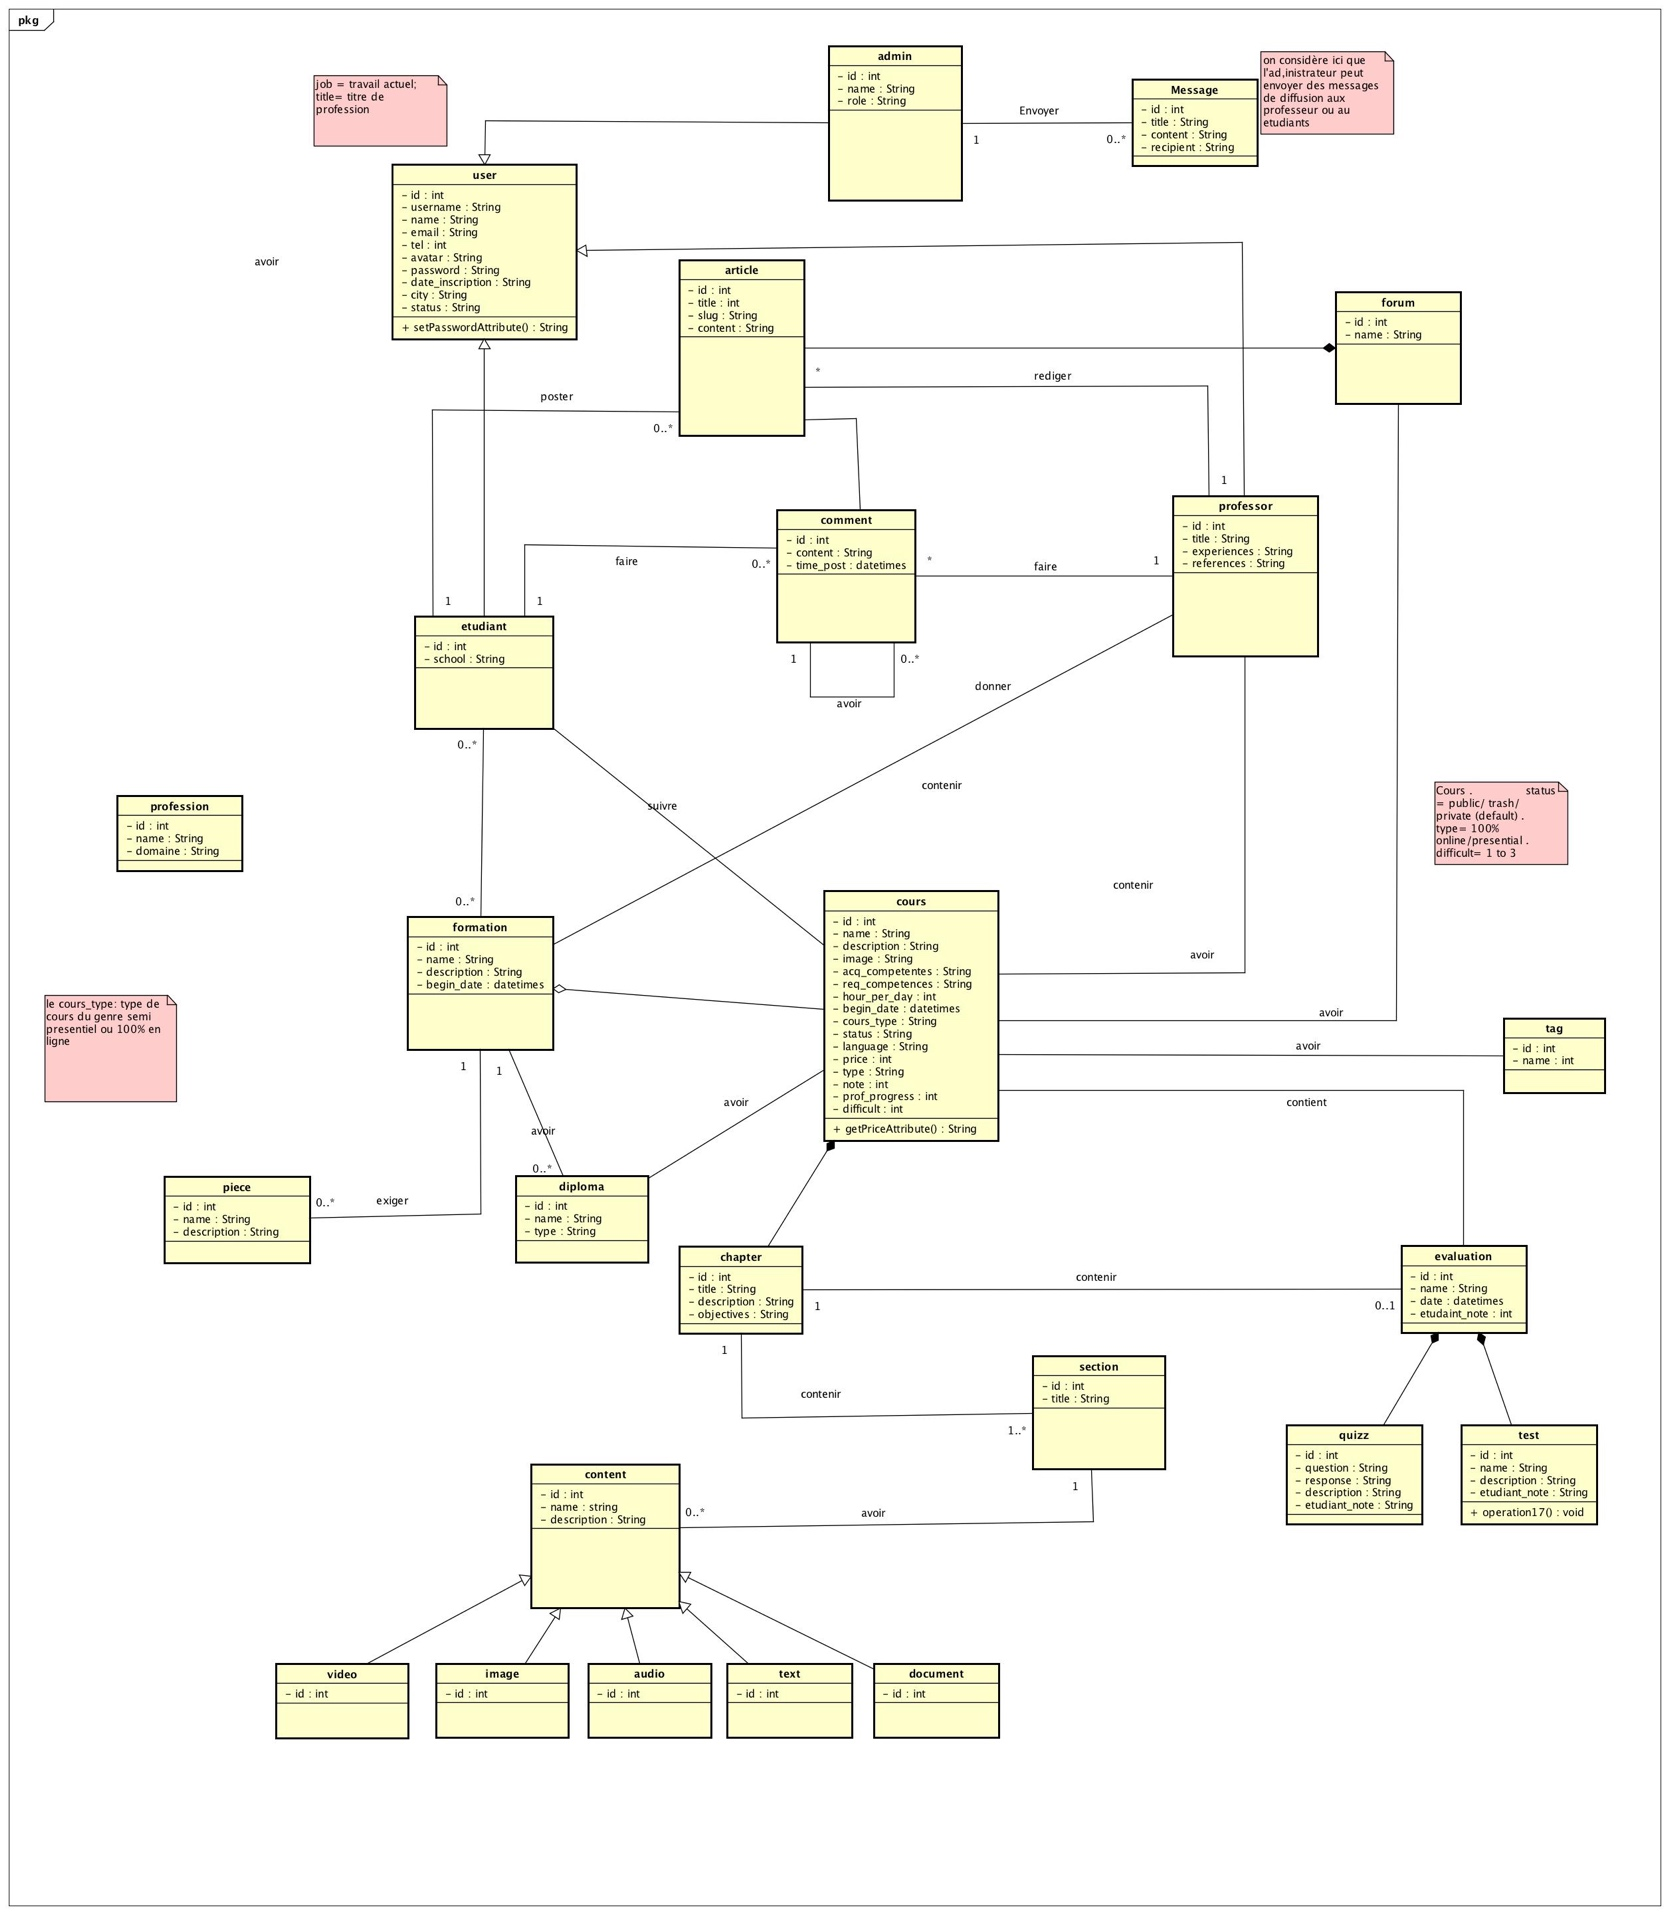 pkg
job = travail actuel;
title= titre de
profession
admin
– id : int
– name : String
– role : String
Envoyer
1
0..*
Message
– id : int
– title : String
– content : String
– recipient : String
on considère ici que
l'ad,inistrateur peut
envoyer des messages
de diffusion aux
professeur ou au
etudiants
user
– id : int
– username : String
– name : String
– email : String
– tel : int
– avatar : String
– password : String
– date_inscription : String
– city : String
– status : String
+ setPasswordAttribute() : String
avoir
article
– id : int
– title : int
– slug : String
– content : String
forum
– id : int
– name : String
*
rediger
poster
0..*
1
professor
– id : int
– title : String
– experiences : String
– references : String
comment
– id : int
– content : String
– time_post : datetimes
faire
0..*
*
faire
1
1
1
etudiant
– id : int
– school : String
1
0..*
avoir
donner
0..*
contenir
suivre
profession
– id : int
– name : String
– domaine : String
Cours . status
= public/ trash/
private (default) .
type= 100%
online/presential .
difficult= 1 to 3
contenir
0..*
formation
– id : int
– name : String
– description : String
– begin_date : datetimes
cours
– id : int
– name : String
– description : String
– image : String
– acq_competentes : String
– req_competences : String
– hour_per_day : int
– begin_date : datetimes
– cours_type : String
– status : String
– language : String
– price : int
– type : String
– note : int
– prof_progress : int
– difficult : int
+ getPriceAttribute() : String
avoir
le cours_type: type de
cours du genre semi
presentiel ou 100% en
ligne
avoir
avoir
tag
– id : int
– name : int
1
1
avoir
contient
avoir
0..*
piece
– id : int
– name : String
– description : String
0..*
exiger
diploma
– id : int
– name : String
– type : String
chapter
– id : int
– title : String
– description : String
– objectives : String
contenir
1
0..1
evaluation
– id : int
– name : String
– date : datetimes
– etudaint_note : int
1
contenir
1..*
section
– id : int
– title : String
1
quizz
– id : int
– question : String
– response : String
– description : String
– etudiant_note : String
test
– id : int
– name : String
– description : String
– etudiant_note : String
+ operation17() : void
content
– id : int
– name : string
– description : String
0..*
avoir
video
– id : int
image
– id : int
audio
– id : int
text
– id : int
document
– id : int